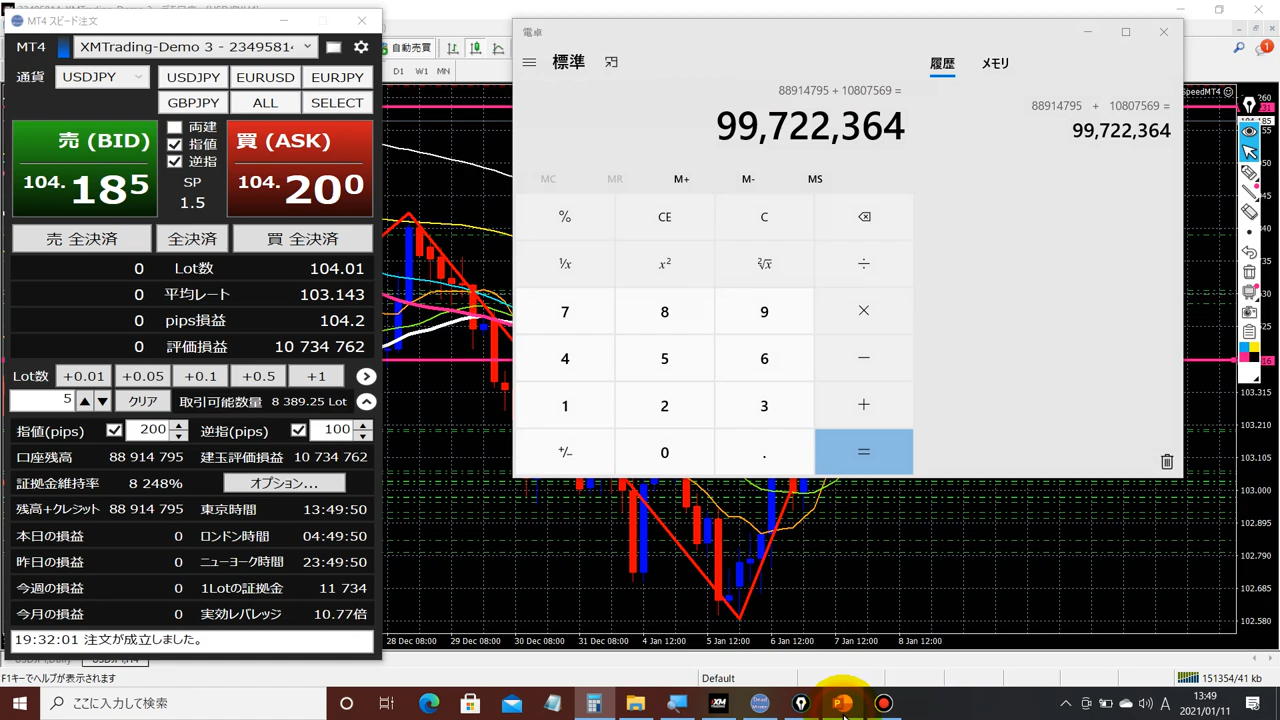 MT4 スピード注文
MT4 XMTrading-Demo 3 - 23495814
通貨 USDJPY USDJPY EURUSD EURJPY
GBPJPY ALL SELECT
売 (BID) 両建 買 (ASK)
指値
逆指
104.185 SP 104.200
1.5
売 全決済 全決済 買 全決済
0 Lot数 104.01
0 平均レート 103.143
0 pips損益 104.2
0 評価損益 10 734 762
Lot数 +0.01 +0.05 +0.1 +0.5 +1
5 クリア 取引可能数量 8 389.25 Lot
指値(pips) 200 逆指(pips) 100
口座残高 88 914 795 建玉評価損益 10 734 762
証拠金維持率 8 248% オプション...
残高+クレジット 88 914 795 東京時間 13:49:50
本日の損益 0 ロンドン時間 04:49:50
昨日の損益 0 ニューヨーク時間 23:49:50
今週の損益 0 1Lotの証拠金 11 734
今月の損益 0 実効レバレッジ 10.77倍
19:32:01 注文が成立しました。
自動売買
D1 W1 MN
電卓
標準
履歴 メモリ
88914795 + 10807569 =
99,722,364
88914795 + 10807569 =
99,722,364
MC MR M+ M- MS
% CE C
¹/x x² ²√x ÷
7 8 9 ×
4 5 6 −
1 2 3 +
+/− 0 . =
SpeedMT4
104.185
103.315
103.210
103.105
103.000
102.895
102.790
102.685
102.580
28 Dec 08:00 29 Dec 08:00 30 Dec 08:00 31 Dec 08:00 4 Jan 12:00 5 Jan 12:00 6 Jan 12:00 7 Jan 12:00 8 Jan 12:00
USDJPY,Daily USDJPY,H4
F1キーでヘルプが表示されます Default 151354/41 kb
ここに入力して検索
XM
A
13:49
2021/01/11